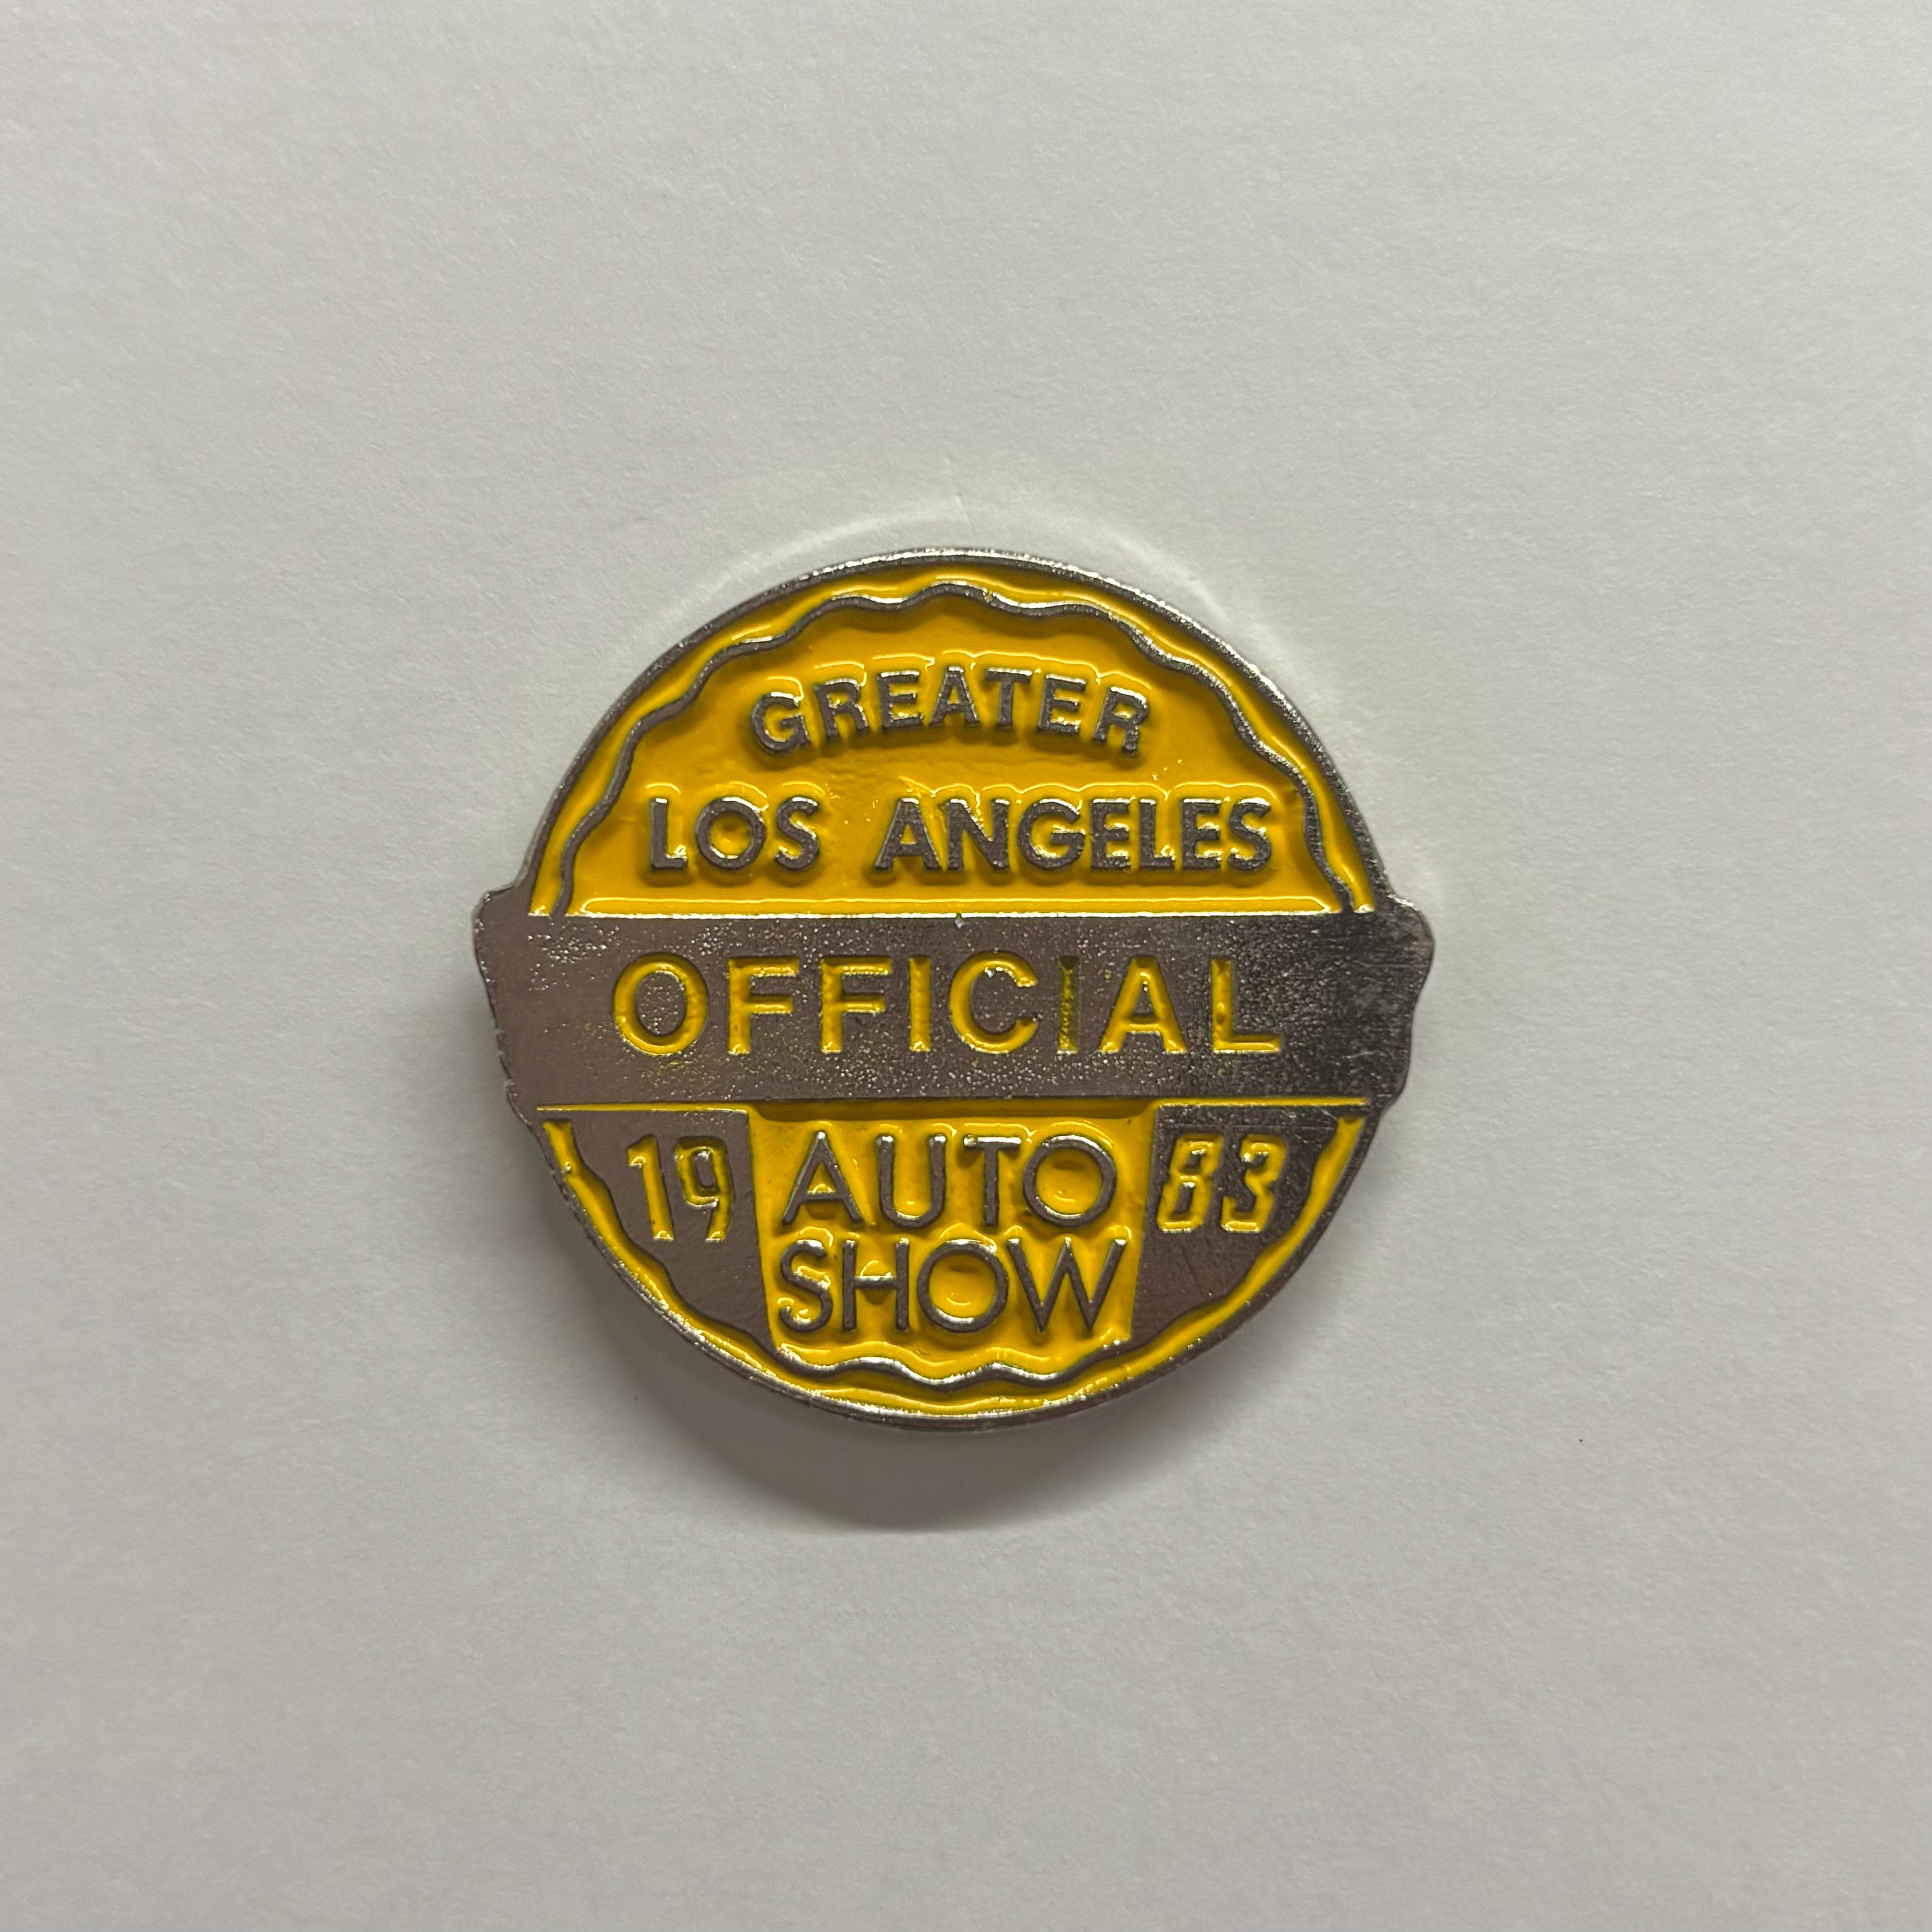 GREATER
LOS ANGELES
OFFICIAL
19 AUTO 83
SHOW